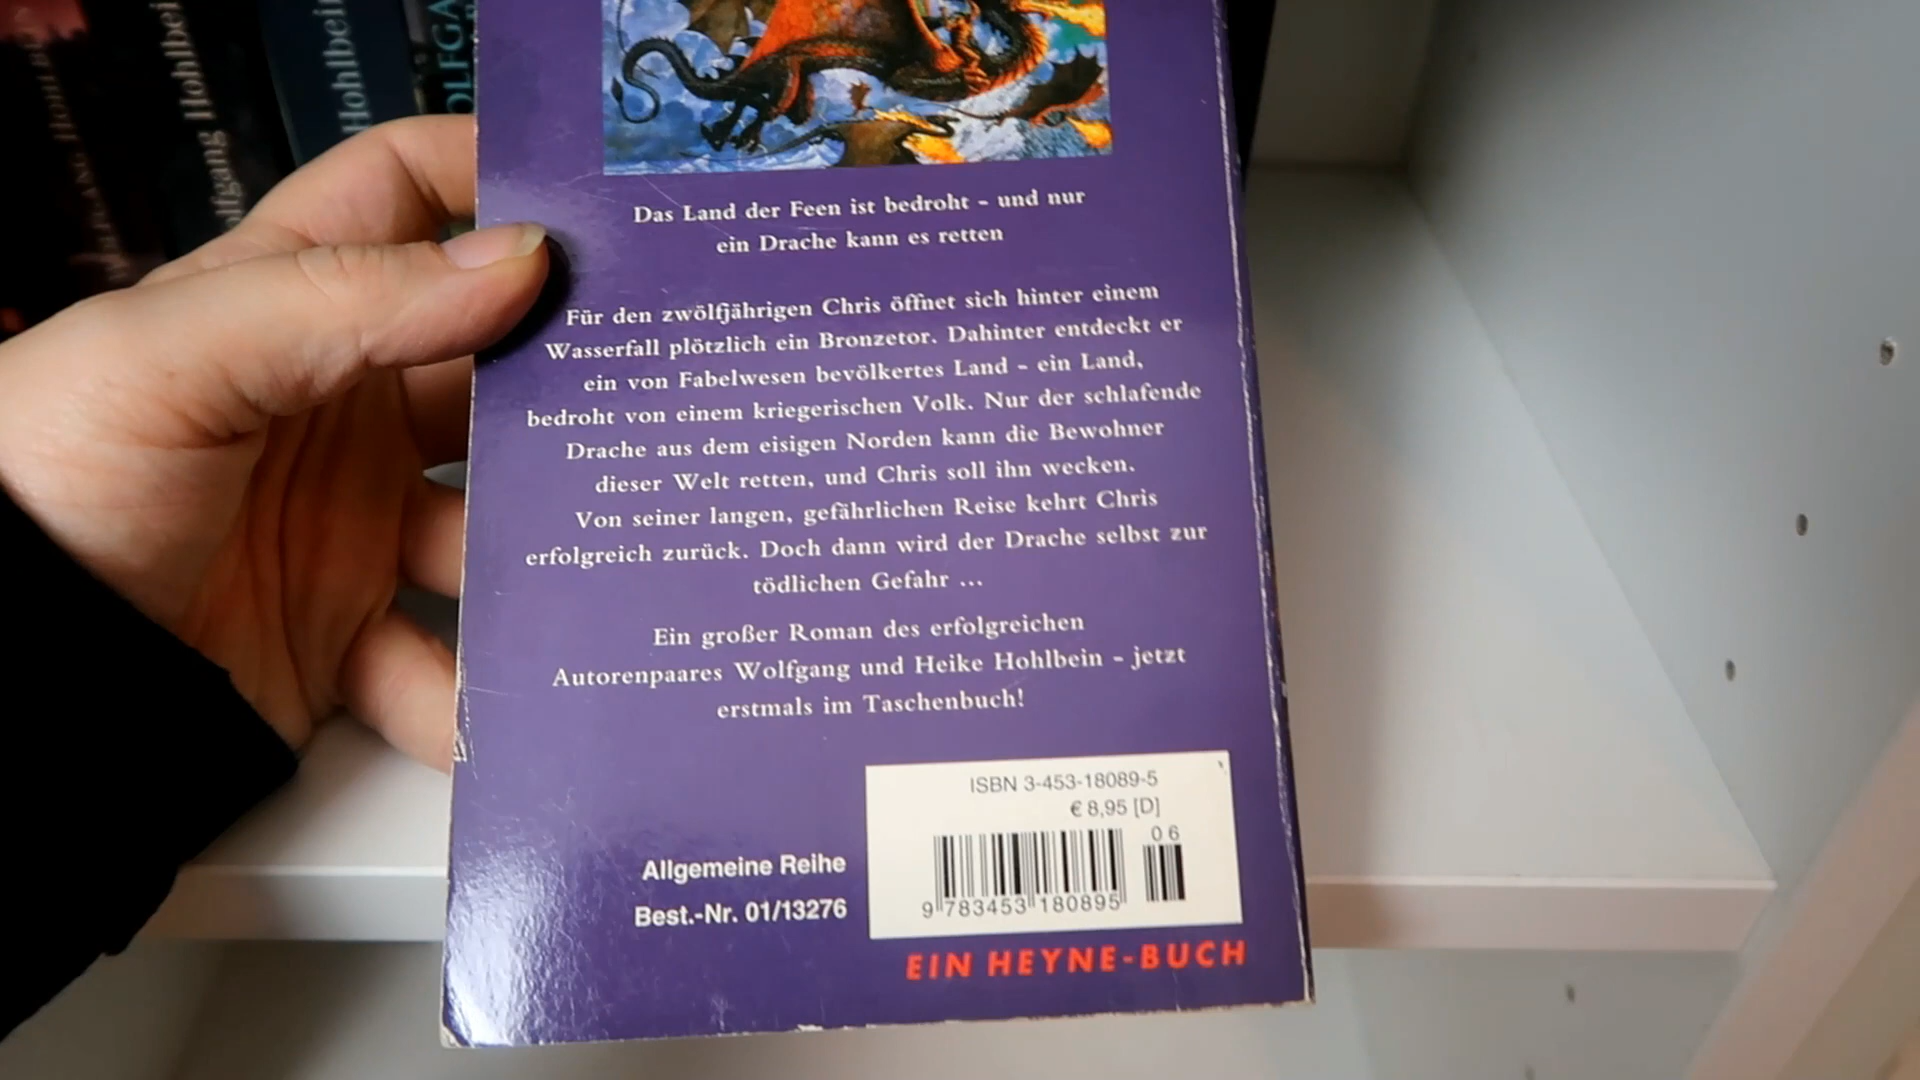 Wolfgang Hohlbein
olfgang Hohlbei
Hohlbein
OLFGA
Das Land der Feen ist bedroht – und nur
ein Drache kann es retten
Für den zwölfjährigen Chris öffnet sich hinter einem
Wasserfall plötzlich ein Bronzetor. Dahinter entdeckt er
ein von Fabelwesen bevölkertes Land – ein Land,
bedroht von einem kriegerischen Volk. Nur der schlafende
Drache aus dem eisigen Norden kann die Bewohner
dieser Welt retten, und Chris soll ihn wecken.
Von seiner langen, gefährlichen Reise kehrt Chris
erfolgreich zurück. Doch dann wird der Drache selbst zur
tödlichen Gefahr ...
Ein großer Roman des erfolgreichen
Autorenpaares Wolfgang und Heike Hohlbein – jetzt
erstmals im Taschenbuch!
ISBN 3-453-18089-5
€ 8,95 [D]
06
9 783453 180895
Allgemeine Reihe
Best.-Nr. 01/13276
EIN HEYNE-BUCH